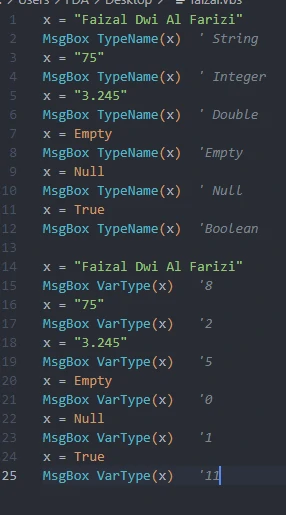 Users > FDA > Desktop > faizal.vbs
1 x = "Faizal Dwi Al Farizi"
2 MsgBox TypeName(x) ' String
3 x = "75"
4 MsgBox TypeName(x) ' Integer
5 x = "3.245"
6 MsgBox TypeName(x) ' Double
7 x = Empty
8 MsgBox TypeName(x) 'Empty
9 x = Null
10 MsgBox TypeName(x) ' Null
11 x = True
12 MsgBox TypeName(x) 'Boolean
13
14 x = "Faizal Dwi Al Farizi"
15 MsgBox VarType(x) '8
16 x = "75"
17 MsgBox VarType(x) '2
18 x = "3.245"
19 MsgBox VarType(x) '5
20 x = Empty
21 MsgBox VarType(x) '0
22 x = Null
23 MsgBox VarType(x) '1
24 x = True
25 MsgBox VarType(x) '11